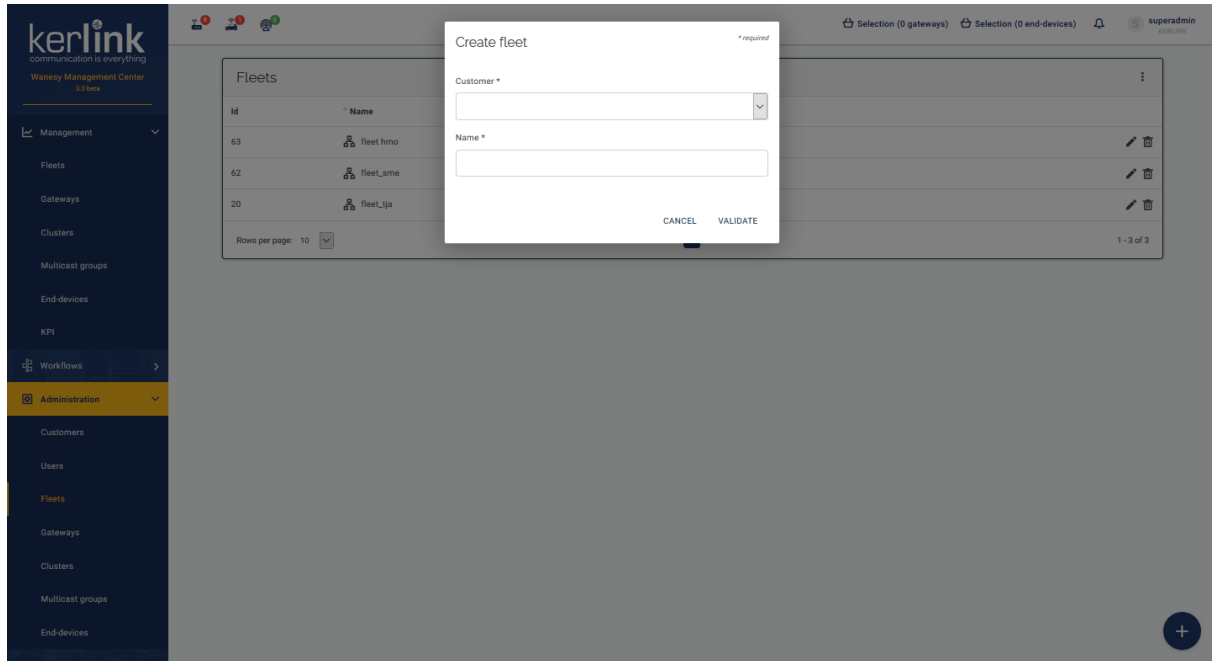 kerlink
communication is everything
Wanesy Management Center
3.0 beta
Management
Fleets
Gateways
Clusters
Multicast groups
End-devices
KPI
Workflows
Administration
Customers
Users
Fleets
Gateways
Clusters
Multicast groups
End-devices
Selection (0 gateways) Selection (0 end-devices) S superadmin
KERLINK
Fleets
Id Name
63 fleet hmo
62 fleet_sme
20 fleet_tja
Rows per page: 10 1 - 3 of 3
Create fleet * required
Customer *
Name *
CANCEL VALIDATE